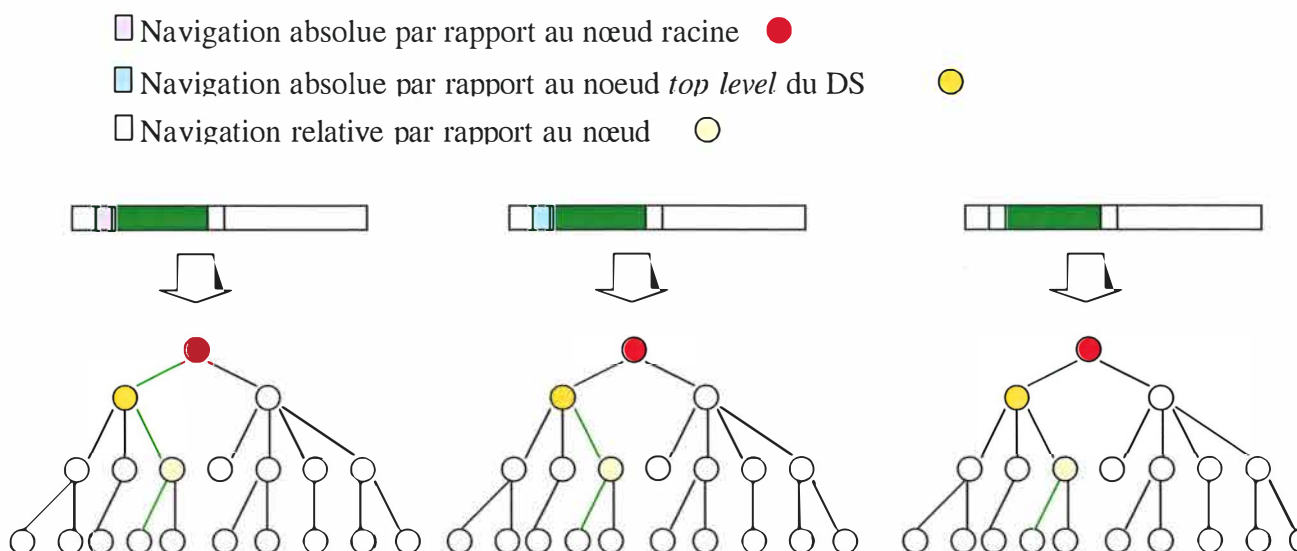 Navigation absolue par rapport au nœud racine
Navigation absolue par rapport au noeud top level du DS
Navigation relative par rapport au nœud